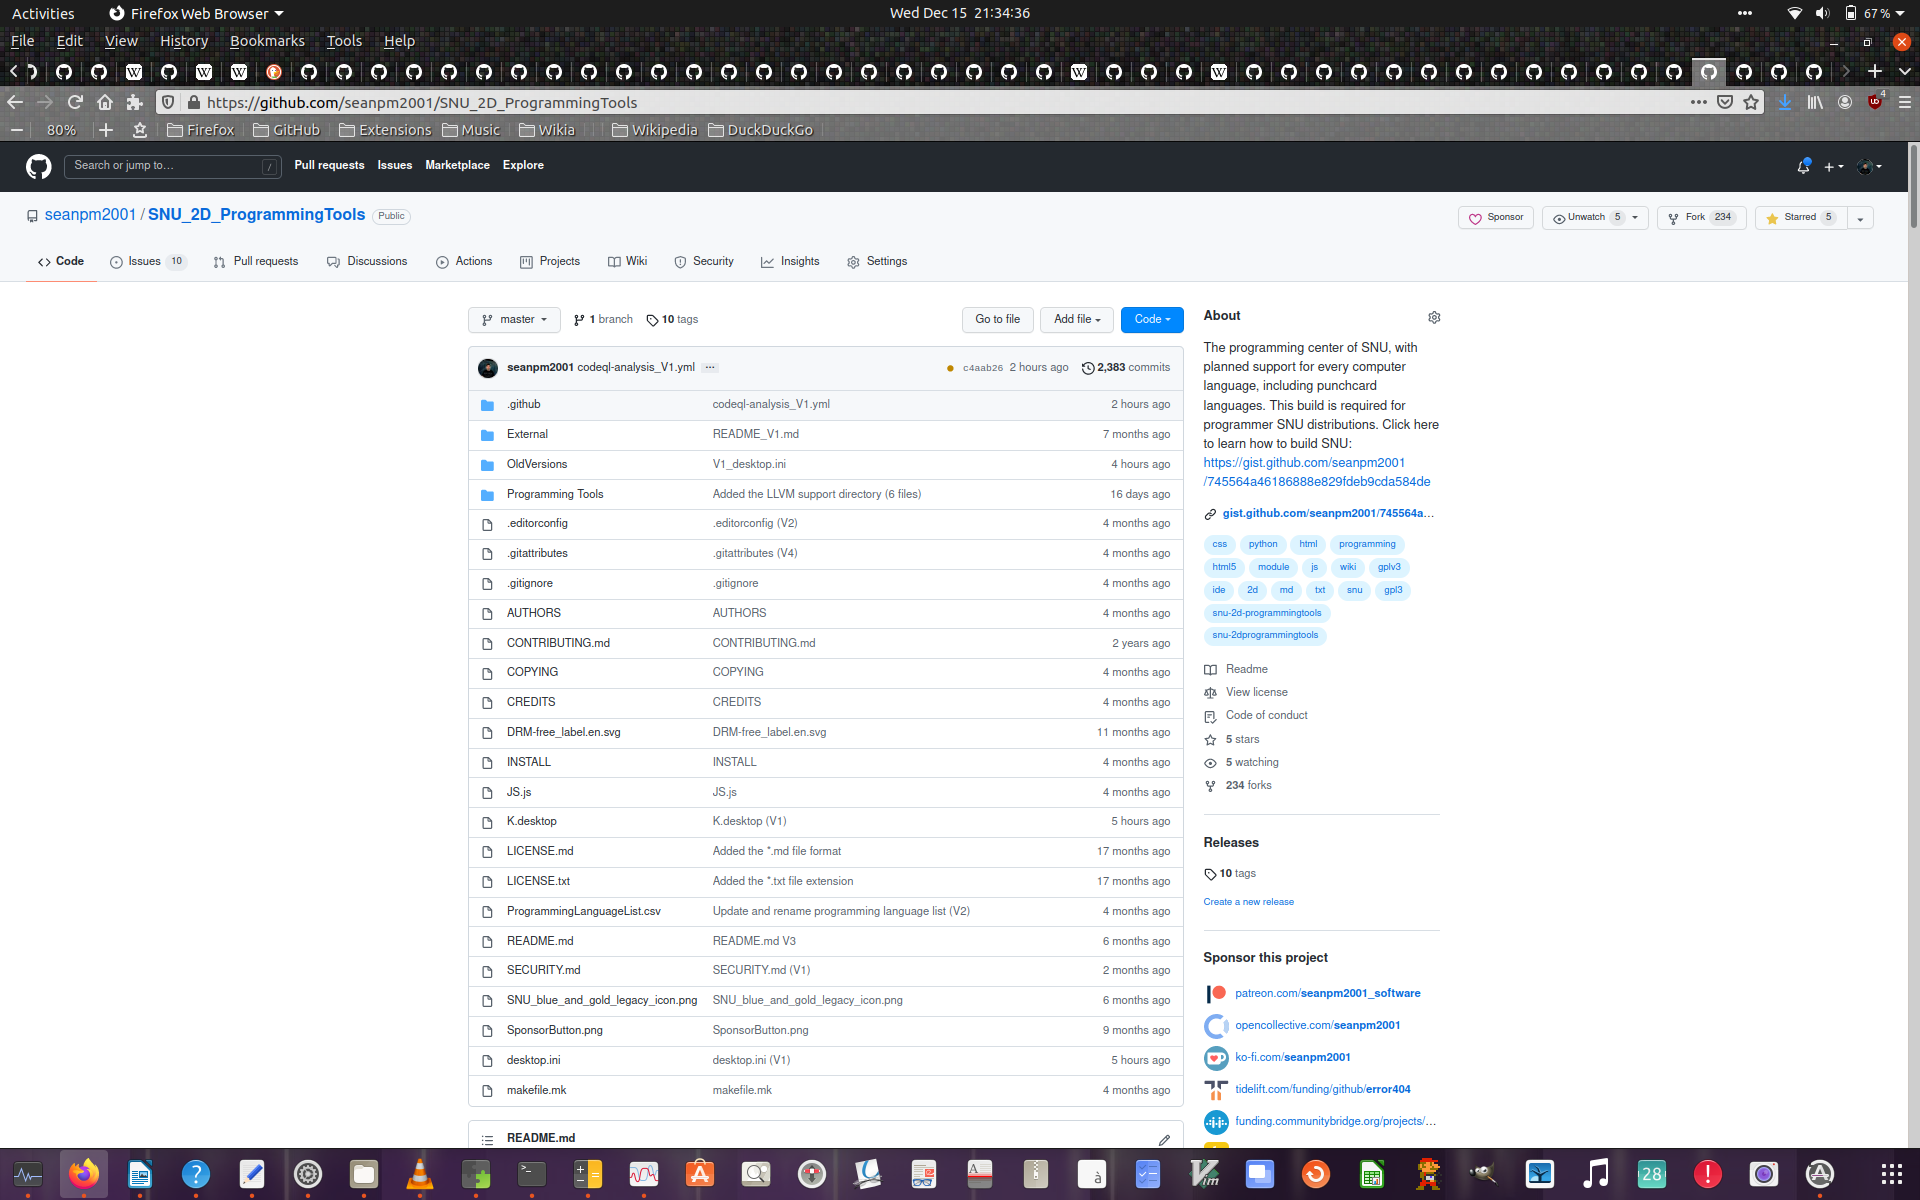 Activities
Firefox Web Browser
Wed Dec 15 21:34:36
67 %
File Edit View History Bookmarks Tools Help
https://github.com/seanpm2001/SNU_2D_ProgrammingTools
4
80% Firefox GitHub Extensions Music Wikia Wikipedia DuckDuckGo
Search or jump to... /
Pull requests Issues Marketplace Explore
seanpm2001 / SNU_2D_ProgrammingTools Public
Sponsor Unwatch 5 Fork 234 Starred 5
Code Issues 10 Pull requests Discussions Actions Projects Wiki Security Insights Settings
master 1 branch 10 tags Go to file Add file Code
seanpm2001 codeql-analysis_V1.yml ... c4aab26 2 hours ago 2,383 commits
.github codeql-analysis_V1.yml 2 hours ago
External README_V1.md 7 months ago
OldVersions V1_desktop.ini 4 hours ago
Programming Tools Added the LLVM support directory (6 files) 16 days ago
.editorconfig .editorconfig (V2) 4 months ago
.gitattributes .gitattributes (V4) 4 months ago
.gitignore .gitignore 4 months ago
AUTHORS AUTHORS 4 months ago
CONTRIBUTING.md CONTRIBUTING.md 2 years ago
COPYING COPYING 4 months ago
CREDITS CREDITS 4 months ago
DRM-free_label.en.svg DRM-free_label.en.svg 11 months ago
INSTALL INSTALL 4 months ago
JS.js JS.js 4 months ago
K.desktop K.desktop (V1) 5 hours ago
LICENSE.md Added the *.md file format 17 months ago
LICENSE.txt Added the *.txt file extension 17 months ago
ProgrammingLanguageList.csv Update and rename programming language list (V2) 4 months ago
README.md README.md V3 6 months ago
SECURITY.md SECURITY.md (V1) 2 months ago
SNU_blue_and_gold_legacy_icon.png SNU_blue_and_gold_legacy_icon.png 6 months ago
SponsorButton.png SponsorButton.png 9 months ago
desktop.ini desktop.ini (V1) 5 hours ago
makefile.mk makefile.mk 4 months ago
README.md
About
The programming center of SNU, with
planned support for every computer
language, including punchcard
languages. This build is required for
programmer SNU distributions. Click here
to learn how to build SNU:
https://gist.github.com/seanpm2001
/745564a46186888e829fdeb9cda584de
gist.github.com/seanpm2001/745564a...
css python html programming
html5 module js wiki gplv3
ide 2d md txt snu gpl3
snu-2d-programmingtools
snu-2dprogrammingtools
Readme
View license
Code of conduct
5 stars
5 watching
234 forks
Releases
10 tags
Create a new release
Sponsor this project
patreon.com/seanpm2001_software
opencollective.com/seanpm2001
ko-fi.com/seanpm2001
tidelift.com/funding/github/error404
funding.communitybridge.org/projects/...
28